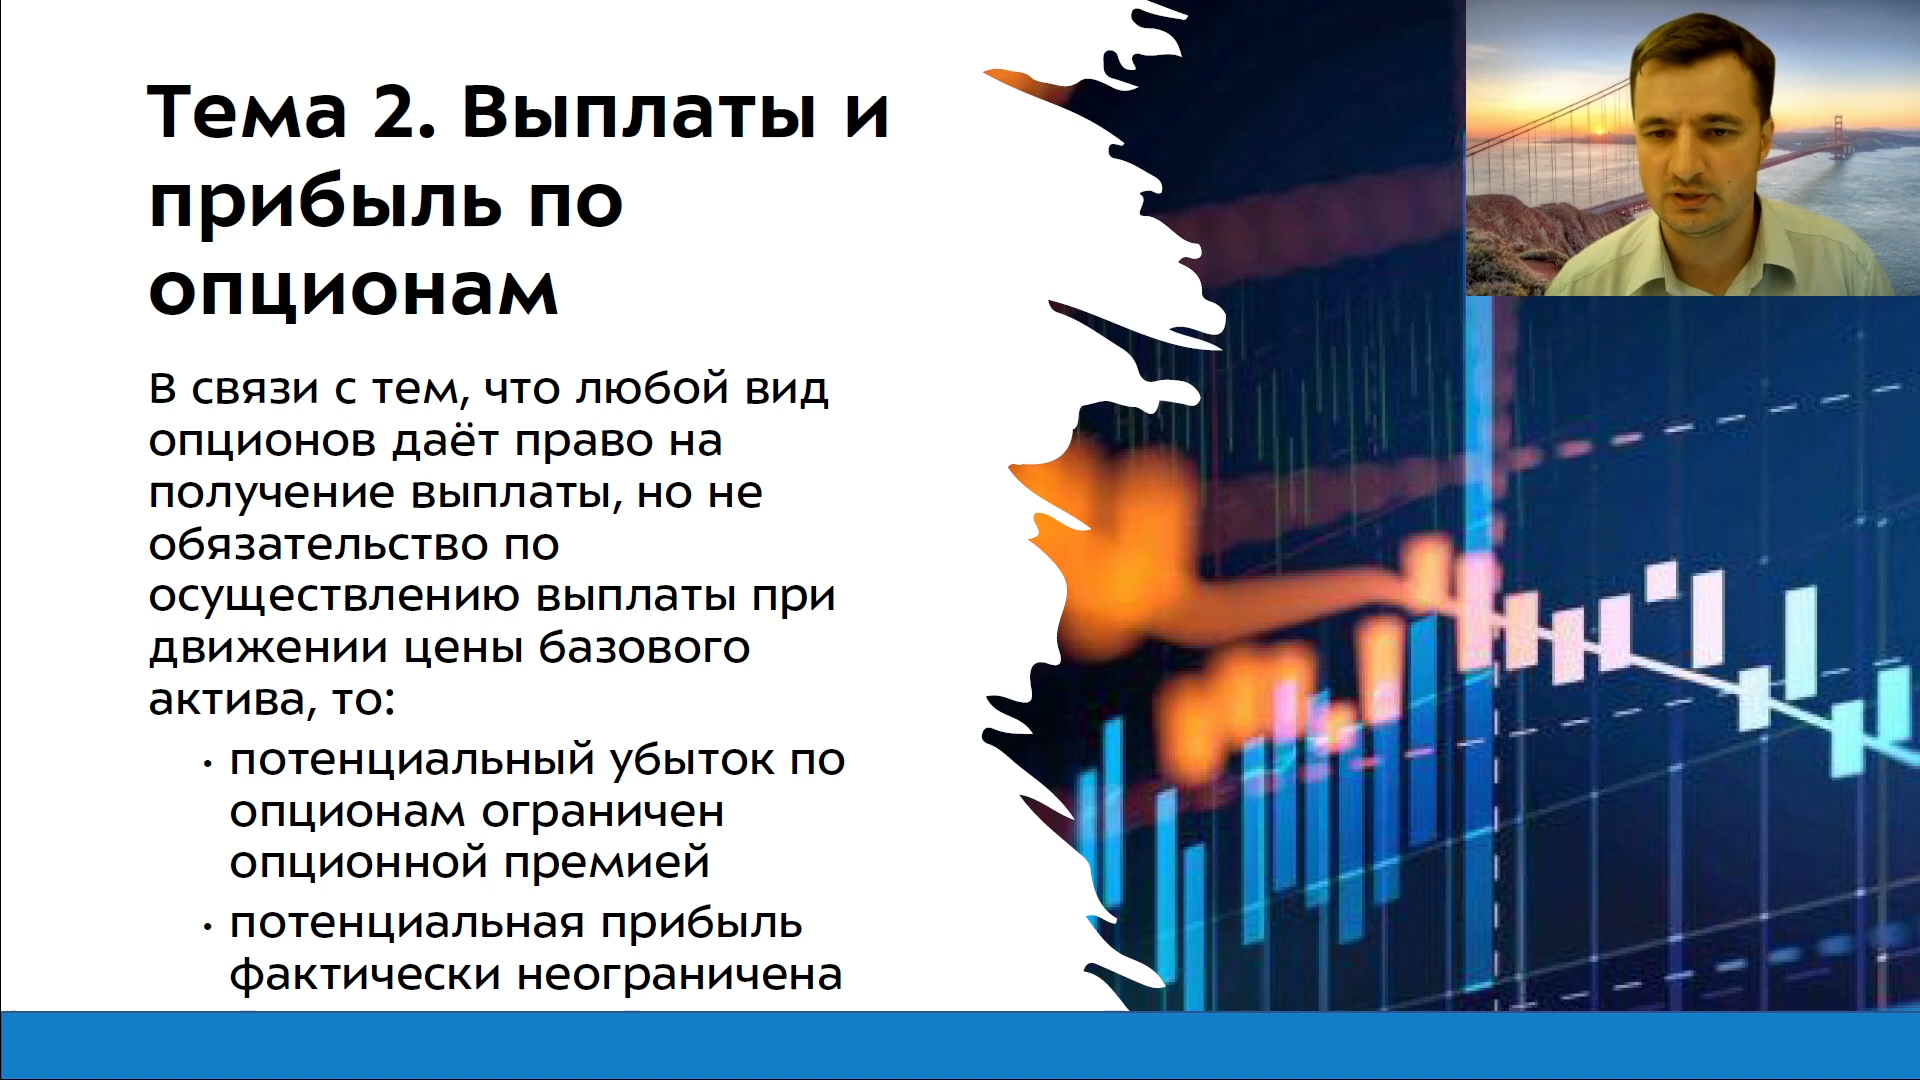 Тема 2. Выплаты и
прибыль по
опционам
В связи с тем, что любой вид
опционов даёт право на
получение выплаты, но не
обязательство по
осуществлению выплаты при
движении цены базового
актива, то:
• потенциальный убыток по
опционам ограничен
опционной премией
• потенциальная прибыль
фактически неограничена